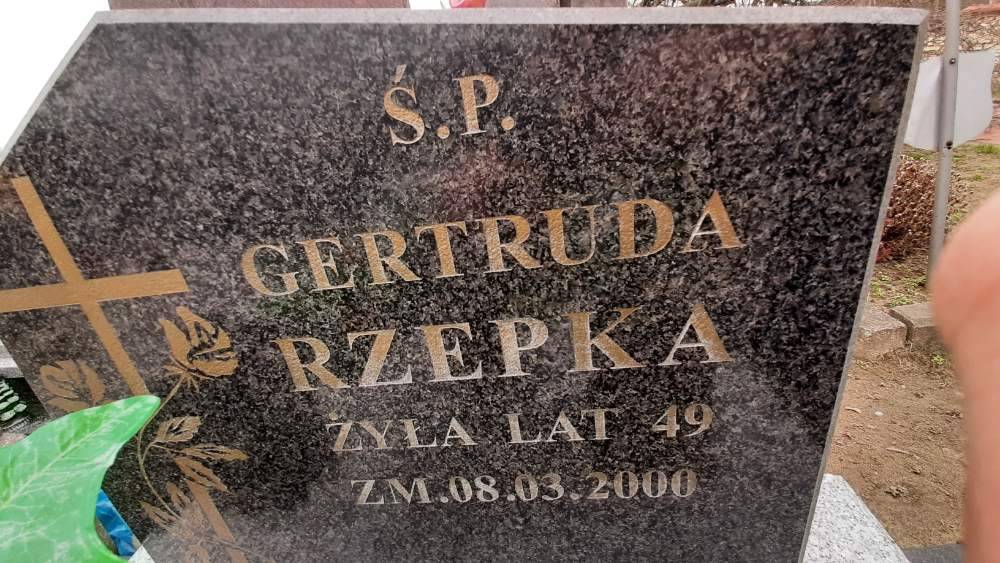 Ś.P.
GERTRUDA
RZEPKA
ŻYŁA LAT 49
ZM.08.03.2000